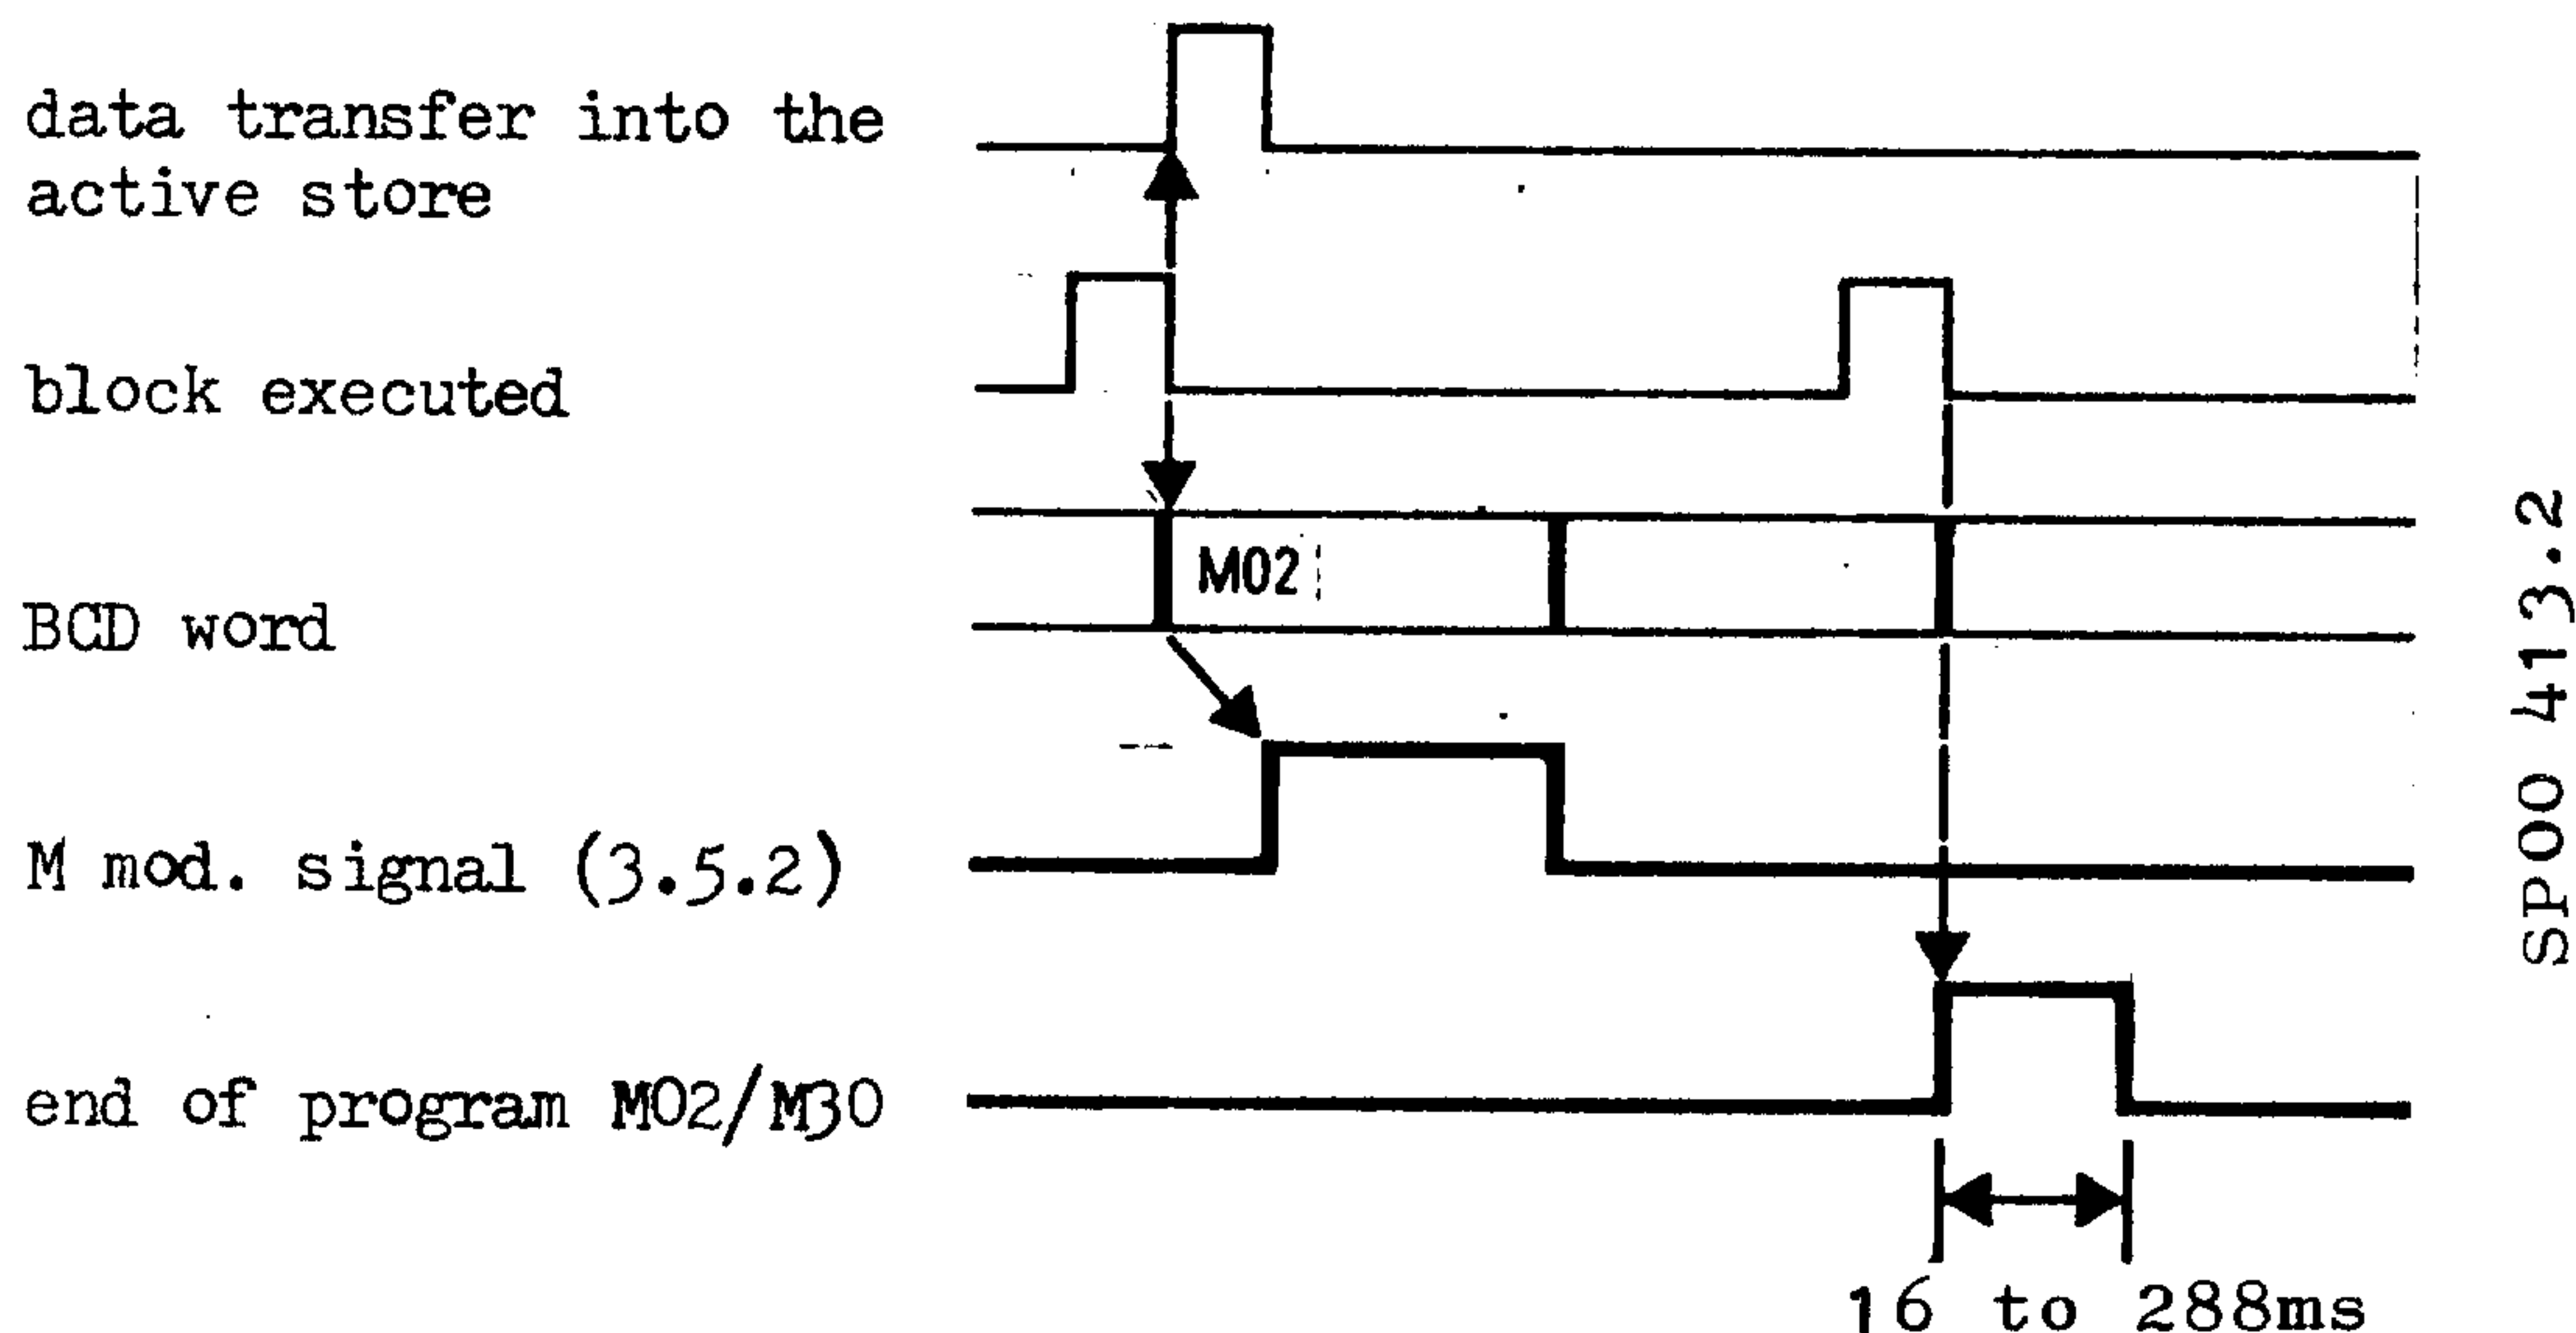 data transfer into the
active store
block executed
M02
BCD word
M mod. signal (3.5.2)
end of program M02/M30
16 to 288ms
SP00 413.2